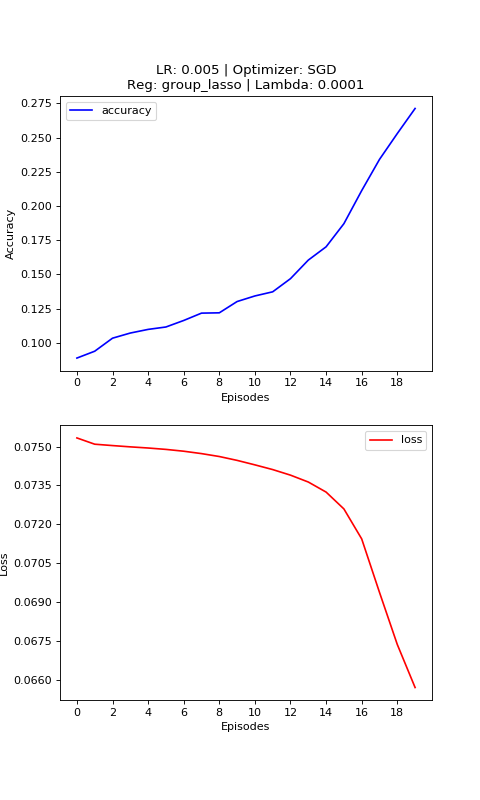 LR: 0.005 | Optimizer: SGD
Reg: group_lasso | Lambda: 0.0001
accuracy
0.275
0.250
0.225
0.200
0.175
0.150
0.125
0.100
Accuracy
0 2 4 6 8 10 12 14 16 18
Episodes
loss
0.0750
0.0735
0.0720
0.0705
0.0690
0.0675
0.0660
Loss
0 2 4 6 8 10 12 14 16 18
Episodes